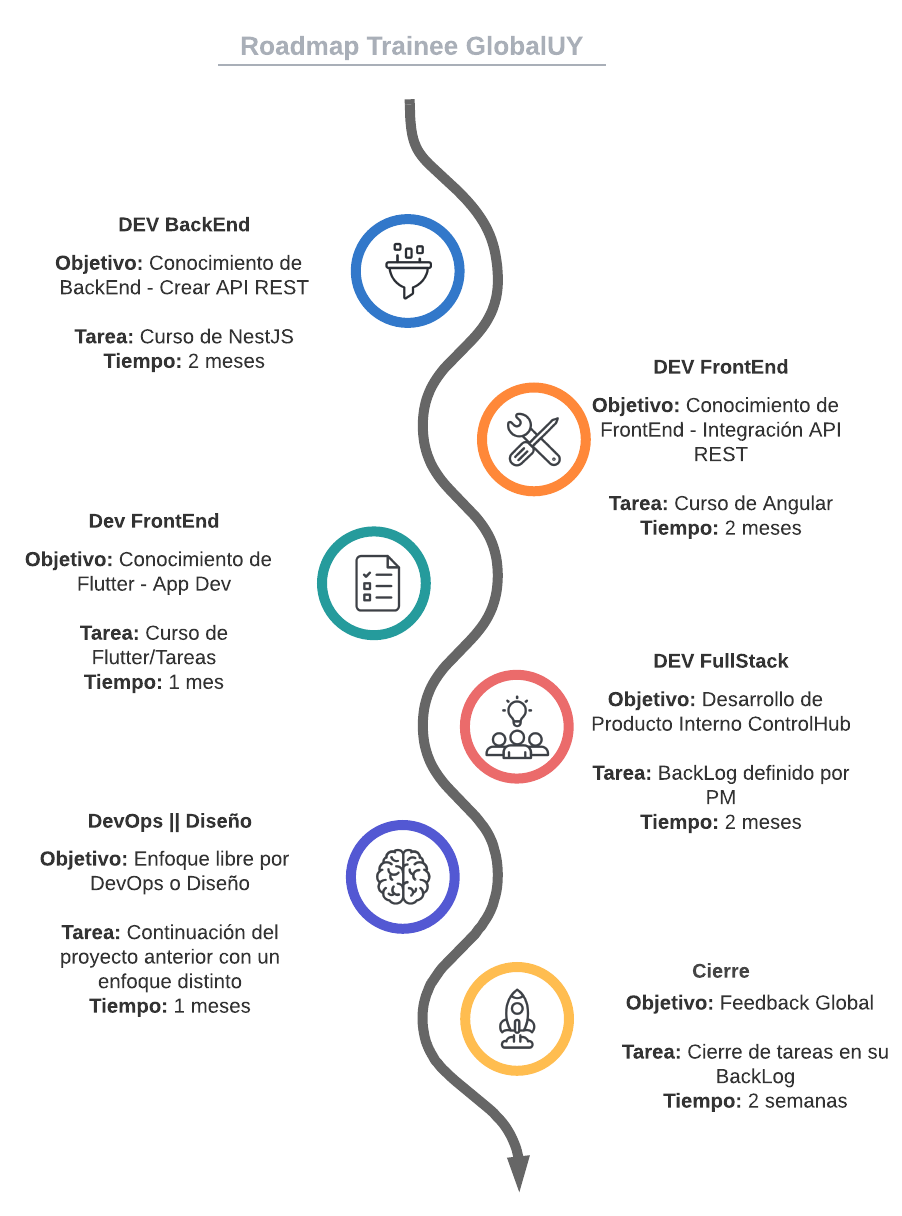 Roadmap Trainee GlobalUY
DEV BackEnd
Objetivo: Conocimiento de
BackEnd - Crear API REST
Tarea: Curso de NestJS
Tiempo: 2 meses
DEV FrontEnd
Objetivo: Conocimiento de
FrontEnd - Integración API
REST
Tarea: Curso de Angular
Tiempo: 2 meses
Dev FrontEnd
Objetivo: Conocimiento de
Flutter - App Dev
Tarea: Curso de
Flutter/Tareas
Tiempo: 1 mes
DEV FullStack
Objetivo: Desarrollo de
Producto Interno ControlHub
Tarea: BackLog definido por
PM
Tiempo: 2 meses
DevOps || Diseño
Objetivo: Enfoque libre por
DevOps o Diseño
Tarea: Continuación del
proyecto anterior con un
enfoque distinto
Tiempo: 1 meses
Cierre
Objetivo: Feedback Global
Tarea: Cierre de tareas en su
BackLog
Tiempo: 2 semanas